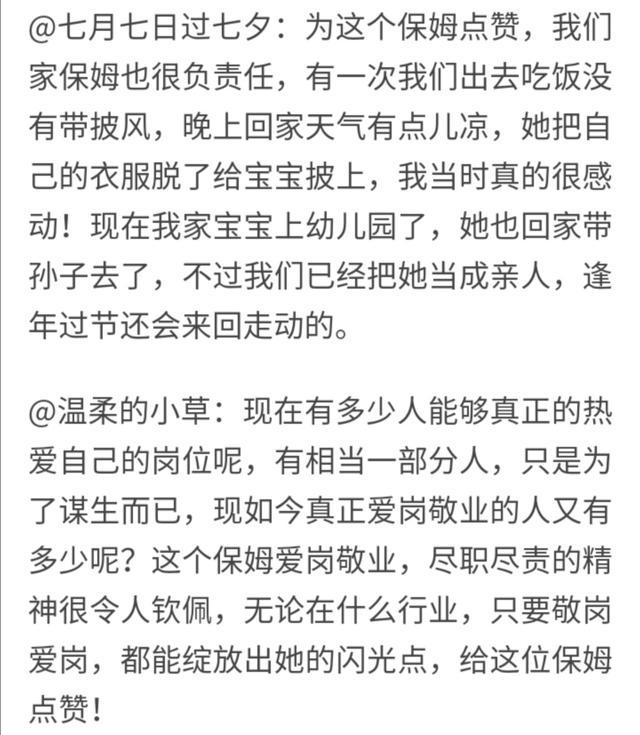 @七月七日过七夕：为这个保姆点赞，我们
家保姆也很负责任，有一次我们出去吃饭没
有带披风，晚上回家天气有点儿凉，她把自
己的衣服脱了给宝宝披上，我当时真的很感
动！现在我家宝宝上幼儿园了，她也回家带
孙子去了，不过我们已经把她当成亲人，逢
年过节还会来回走动的。
@温柔的小草：现在有多少人能够真正的热
爱自己的岗位呢，有相当一部分人，只是为
了谋生而已，现如今真正爱岗敬业的人又有
多少呢？这个保姆爱岗敬业，尽职尽责的精
神很令人钦佩，无论在什么行业，只要敬岗
爱岗，都能绽放出她的闪光点，给这位保姆
点赞！